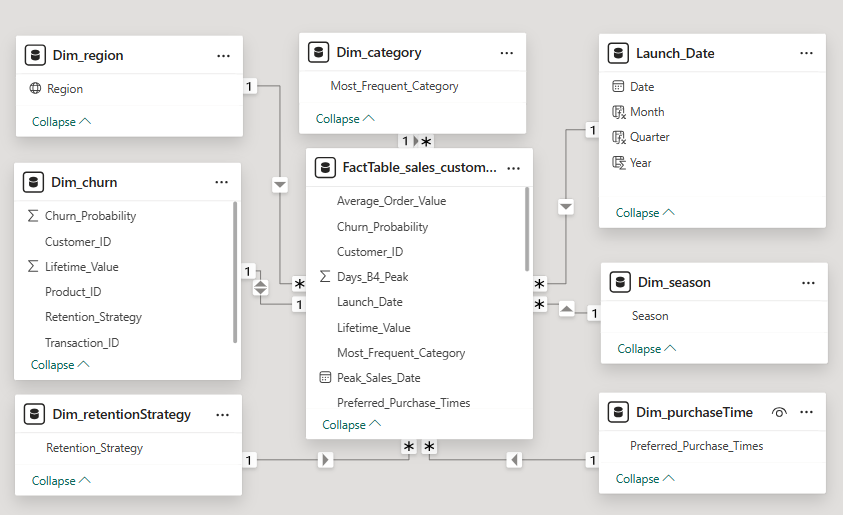 Dim_region
Region
Collapse
Dim_category
Most_Frequent_Category
Collapse
Launch_Date
Date
Month
Quarter
Year
Collapse
1
1
1
*
Dim_churn
Churn_Probability
Customer_ID
Lifetime_Value
Product_ID
Retention_Strategy
Transaction_ID
Collapse
FactTable_sales_custom...
Average_Order_Value
Churn_Probability
Customer_ID
Days_B4_Peak
Launch_Date
Lifetime_Value
Most_Frequent_Category
Peak_Sales_Date
Preferred_Purchase_Times
Collapse
1
*
1
*
*
1
Dim_season
Season
Collapse
Dim_retentionStrategy
Retention_Strategy
Collapse
1
*
*
1
Dim_purchaseTime
Preferred_Purchase_Times
Collapse